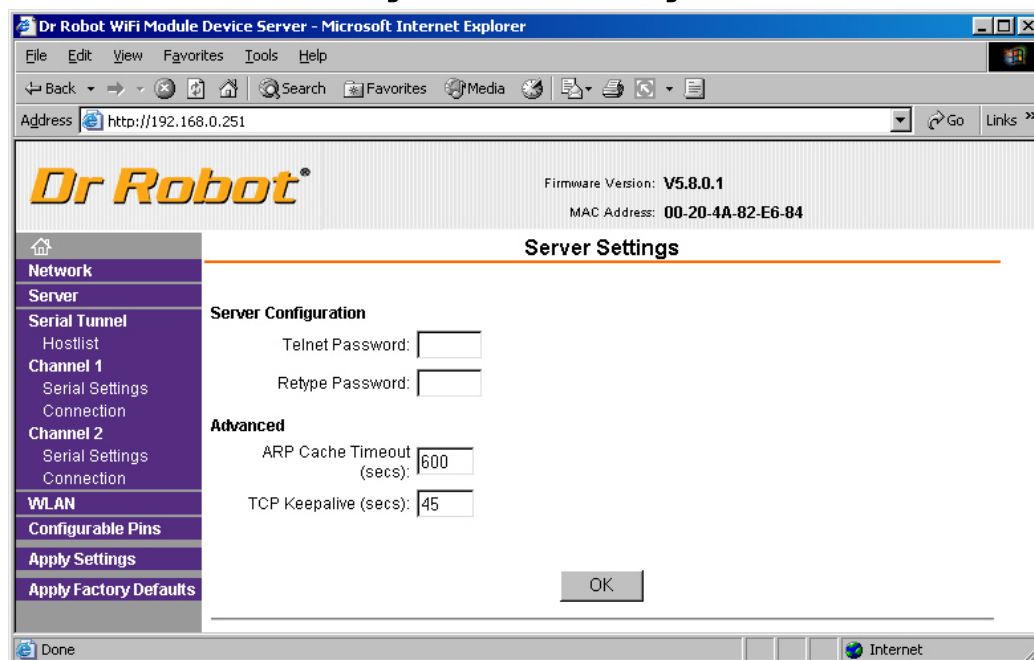 Dr Robot WiFi Module Device Server - Microsoft Internet Explorer
File Edit View Favorites Tools Help
Back Search Favorites Media
Address http://192.168.0.251 Go Links »
Dr Robot®
Firmware Version: V5.8.0.1
MAC Address: 00-20-4A-82-E6-84
Network
Server
Serial Tunnel
Hostlist
Channel 1
Serial Settings
Connection
Channel 2
Serial Settings
Connection
WLAN
Configurable Pins
Apply Settings
Apply Factory Defaults
Server Settings
Server Configuration
Telnet Password:
Retype Password:
Advanced
ARP Cache Timeout
(secs): 600
TCP Keepalive (secs): 45
OK
Done Internet